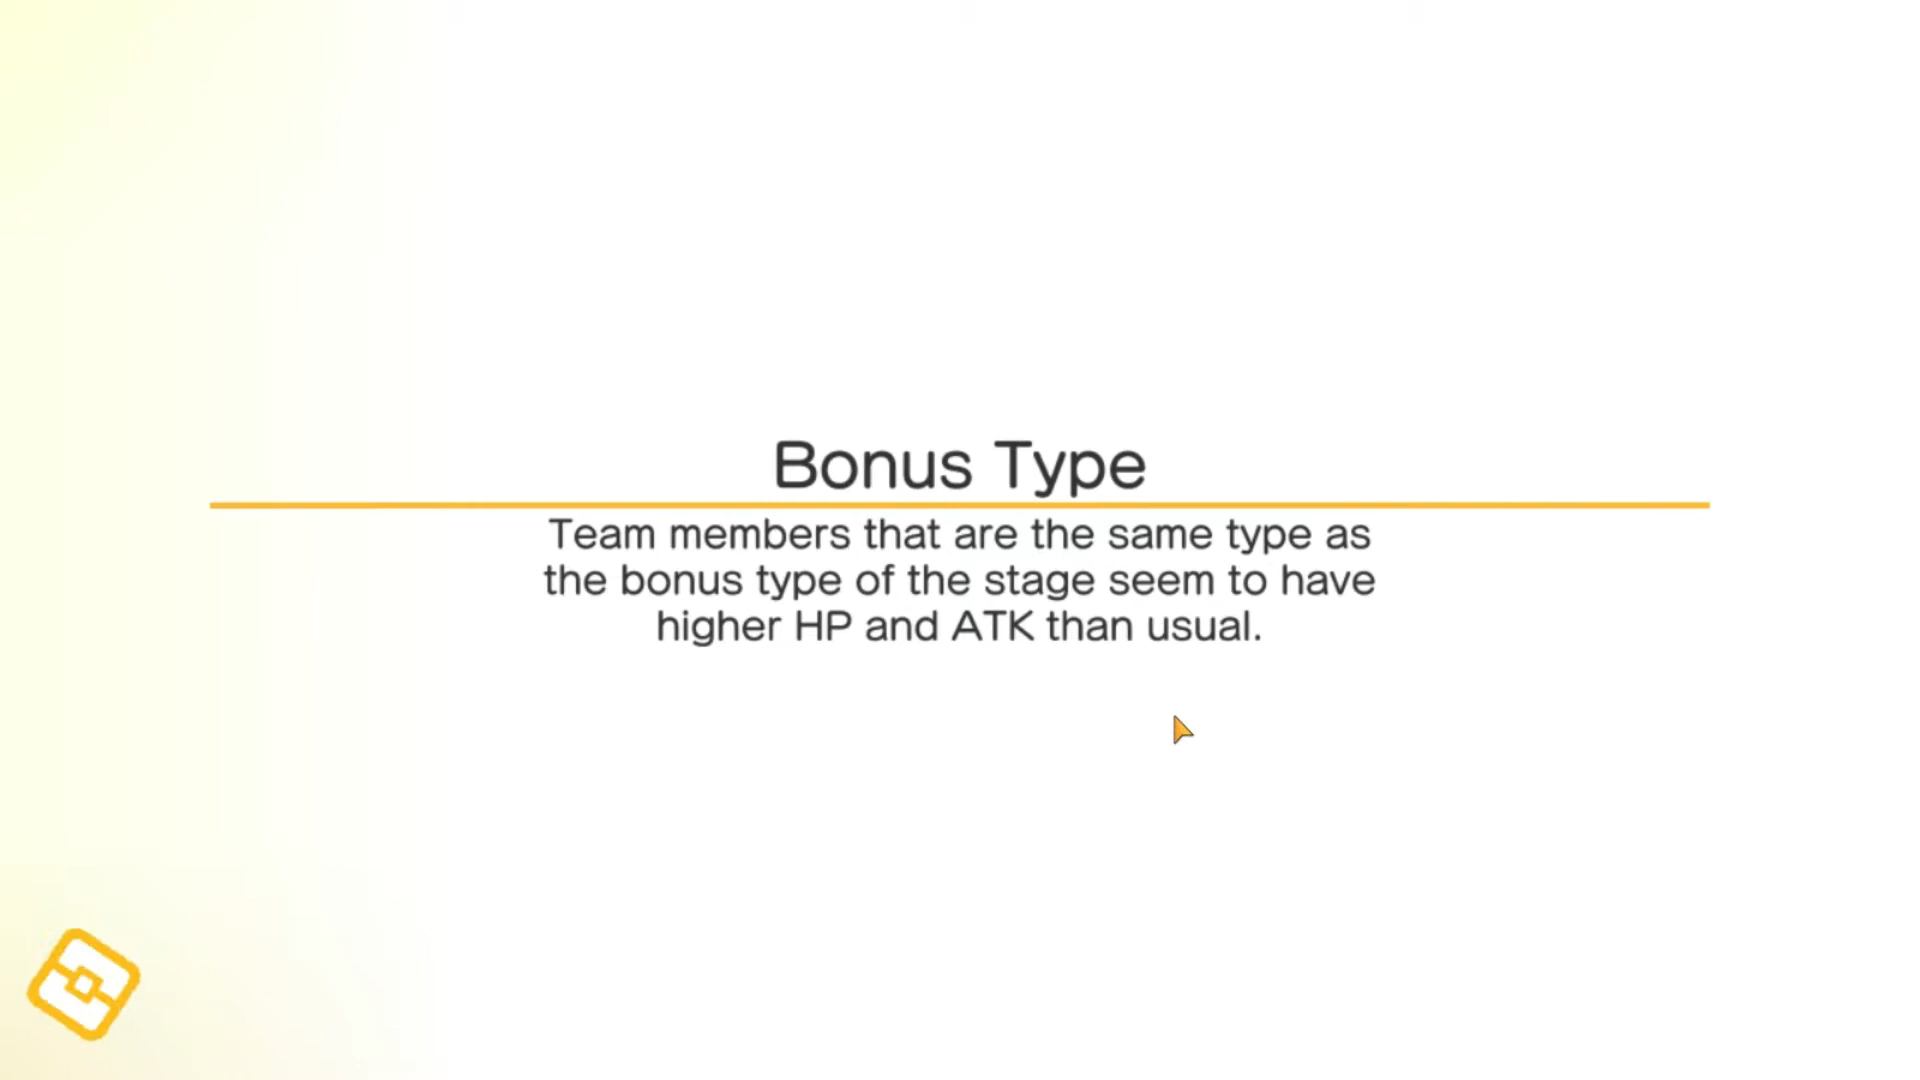 Bonus Type
Team members that are the same type as
the bonus type of the stage seem to have
higher HP and ATK than usual.